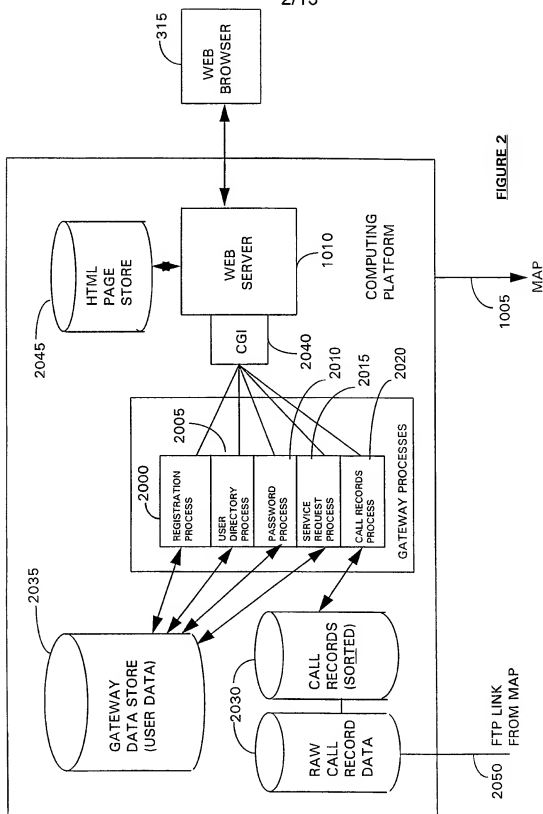 2/15
315
WEB
BROWSER
2045
HTML
PAGE
STORE
WEB
SERVER
1010
CGI
2040
COMPUTING
PLATFORM
1005
MAP
2000
2005
2010
2015
2020
REGISTRATION
PROCESS
USER
DIRECTORY
PROCESS
PASSWORD
PROCESS
SERVICE
REQUEST
PROCESS
CALL RECORDS
PROCESS
GATEWAY PROCESSES
2035
GATEWAY
DATA STORE
(USER DATA)
2030
CALL
RECORDS
(SORTED)
RAW
CALL
RECORD
DATA
2050
FTP LINK
FROM MAP
FIGURE 2